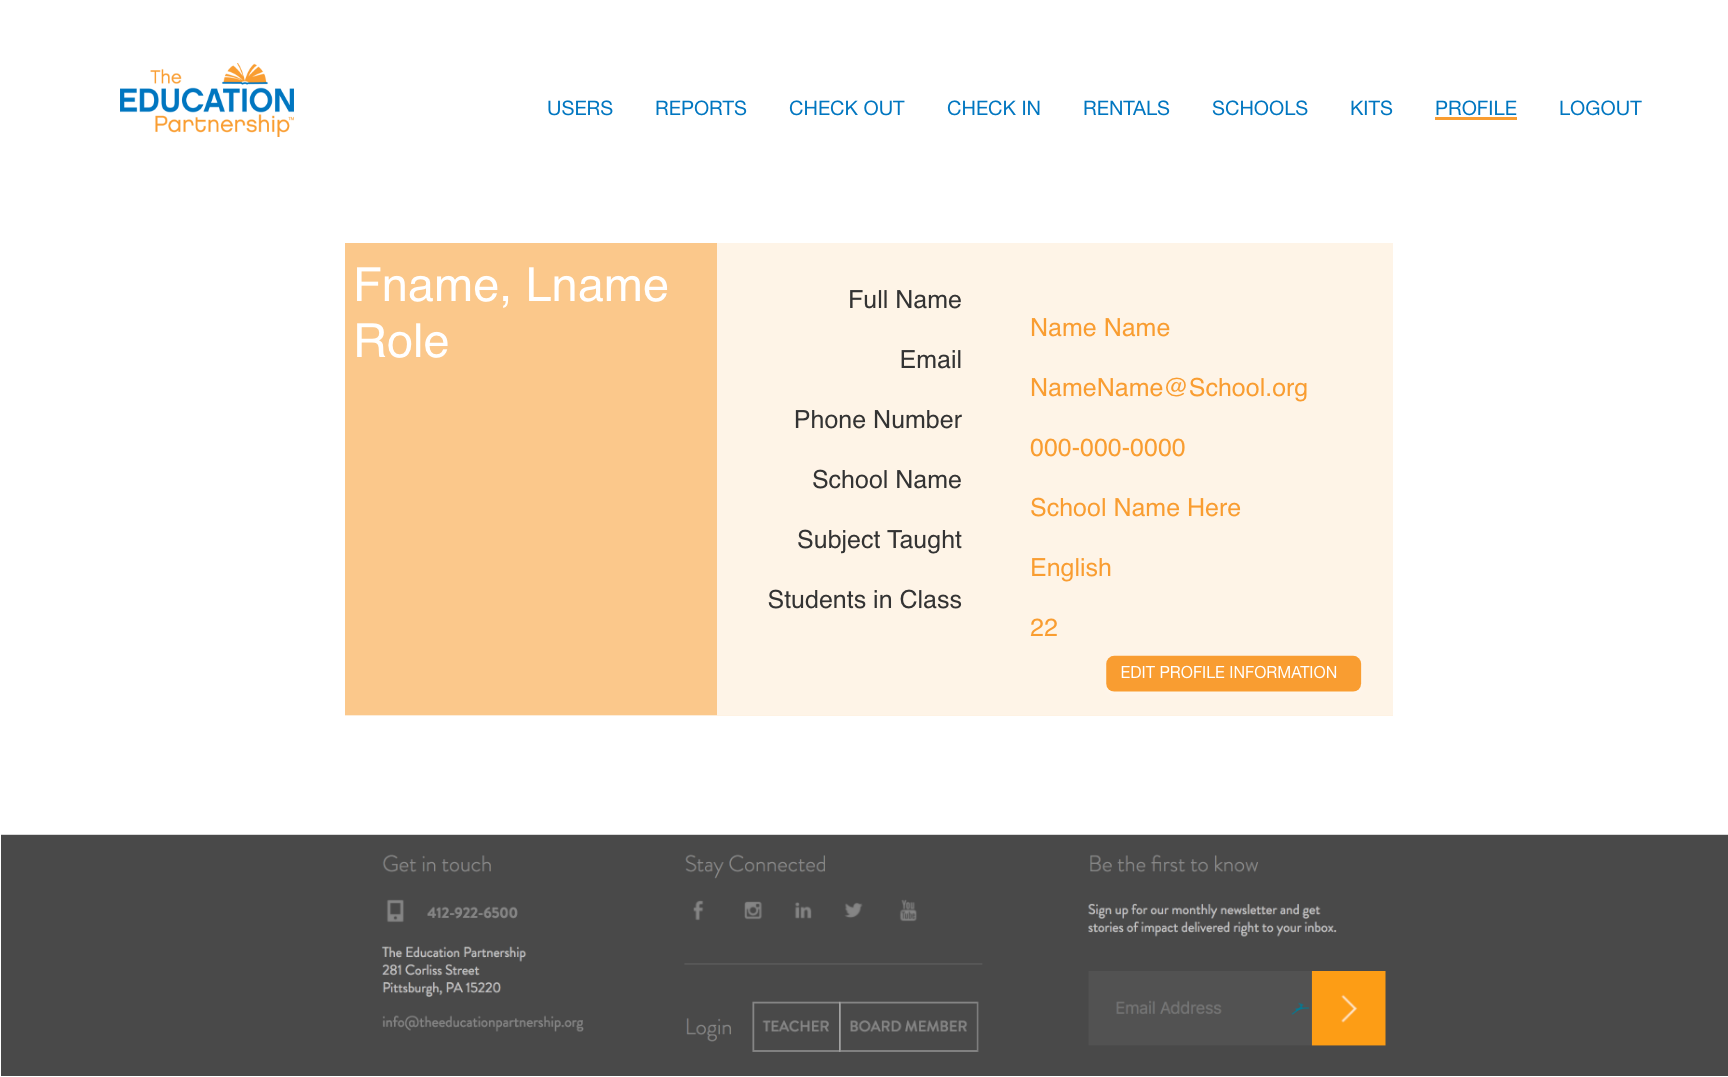 The
EDUCATION
Partnership™
USERS REPORTS CHECK OUT CHECK IN RENTALS SCHOOLS KITS PROFILE LOGOUT
Fname, Lname
Role
Full Name
Name Name
Email
NameName@School.org
Phone Number
000-000-0000
School Name
School Name Here
Subject Taught
English
Students in Class
22
EDIT PROFILE INFORMATION
Get in touch
412-922-6500
The Education Partnership
281 Corliss Street
Pittsburgh, PA 15220
info@theeducationpartnership.org
Stay Connected
f in You Tube
Login TEACHER BOARD MEMBER
Be the first to know
Sign up for our monthly newsletter and get
stories of impact delivered right to your inbox.
Email Address